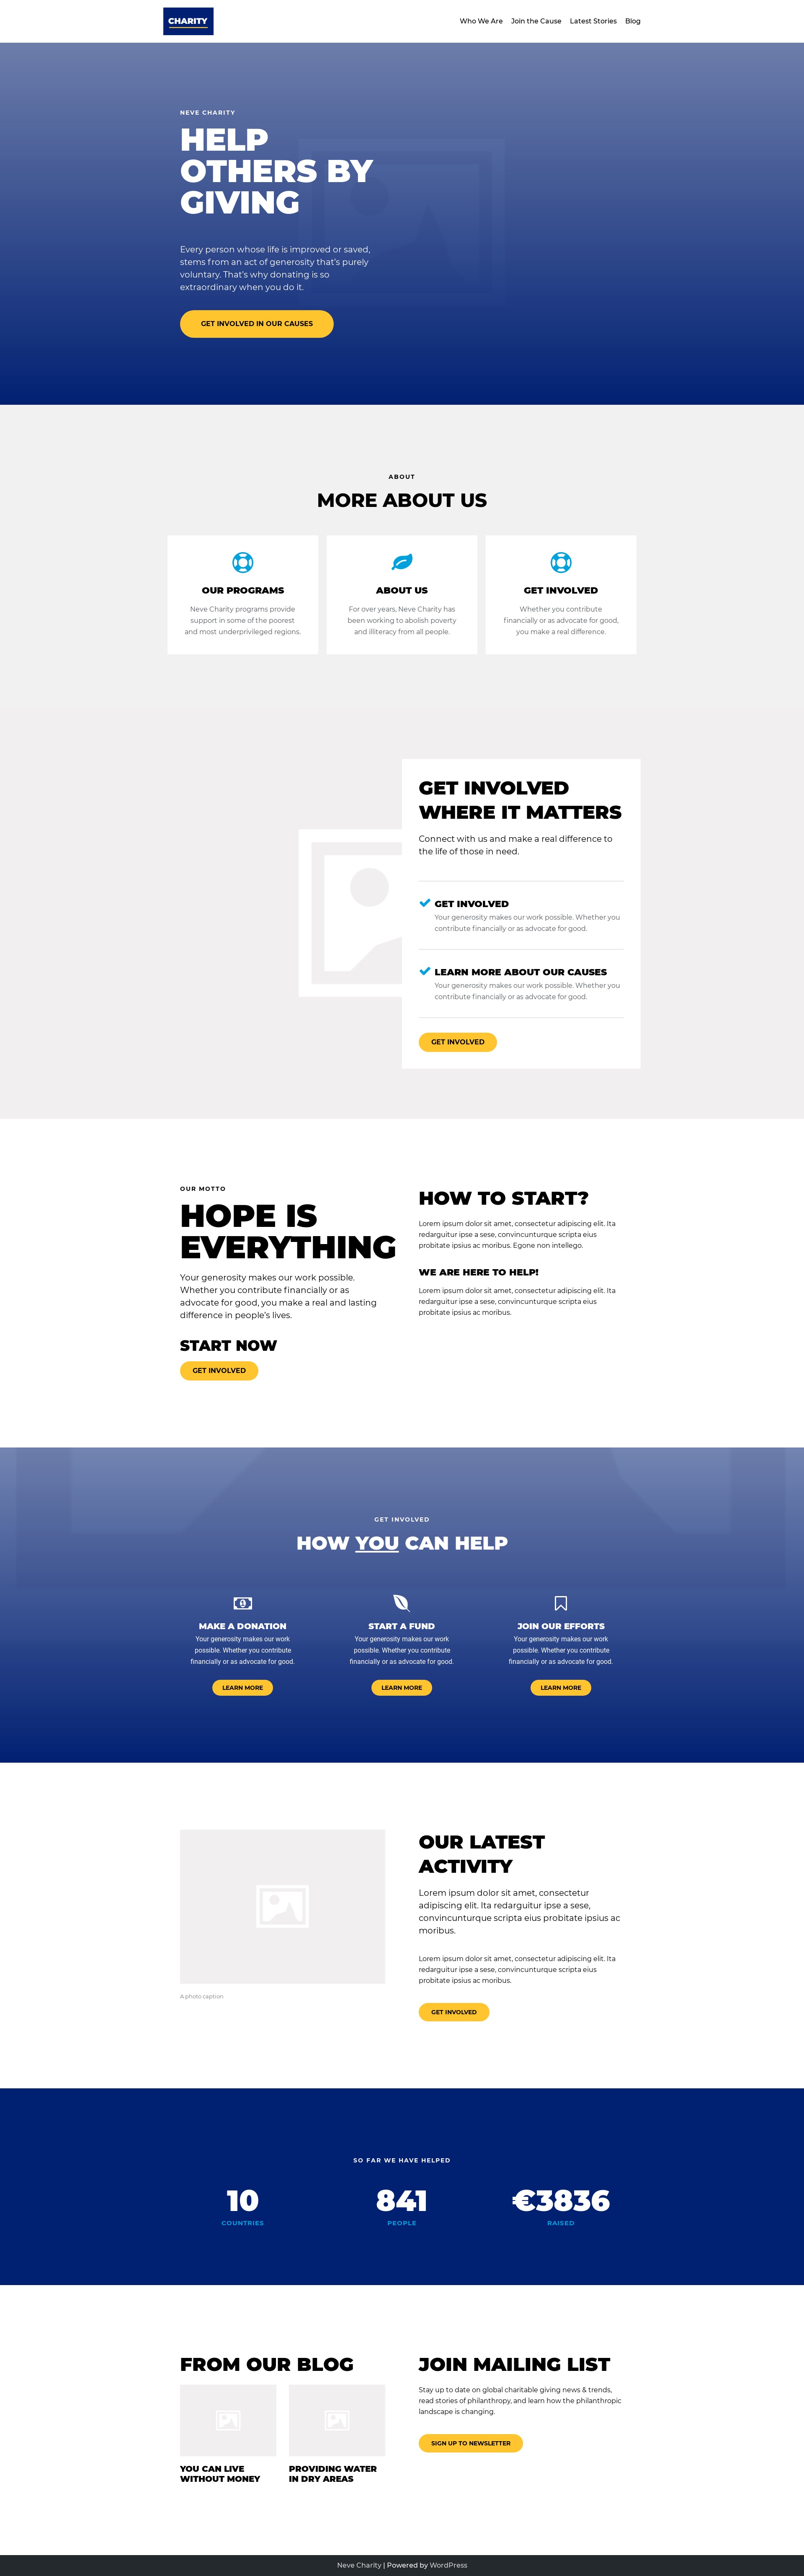 CHARITY
Who We Are Join the Cause Latest Stories Blog
NEVE CHARITY
HELP
OTHERS BY
GIVING
Every person whose life is improved or saved,
stems from an act of generosity that's purely
voluntary. That's why donating is so
extraordinary when you do it.
GET INVOLVED IN OUR CAUSES
ABOUT
MORE ABOUT US
OUR PROGRAMS
Neve Charity programs provide
support in some of the poorest
and most underprivileged regions.
ABOUT US
For over years, Neve Charity has
been working to abolish poverty
and illiteracy from all people.
GET INVOLVED
Whether you contribute
financially or as advocate for good,
you make a real difference.
GET INVOLVED
WHERE IT MATTERS
Connect with us and make a real difference to
the life of those in need.
GET INVOLVED
Your generosity makes our work possible. Whether you
contribute financially or as advocate for good.
LEARN MORE ABOUT OUR CAUSES
Your generosity makes our work possible. Whether you
contribute financially or as advocate for good.
GET INVOLVED
OUR MOTTO
HOPE IS
EVERYTHING
Your generosity makes our work possible.
Whether you contribute financially or as
advocate for good, you make a real and lasting
difference in people's lives.
START NOW
GET INVOLVED
HOW TO START?
Lorem ipsum dolor sit amet, consectetur adipiscing elit. Ita
redarguitur ipse a sese, convincunturque scripta eius
probitate ipsius ac moribus. Egone non intellego.
WE ARE HERE TO HELP!
Lorem ipsum dolor sit amet, consectetur adipiscing elit. Ita
redarguitur ipse a sese, convincunturque scripta eius
probitate ipsius ac moribus.
GET INVOLVED
HOW YOU CAN HELP
MAKE A DONATION
Your generosity makes our work
possible. Whether you contribute
financially or as advocate for good.
LEARN MORE
START A FUND
Your generosity makes our work
possible. Whether you contribute
financially or as advocate for good.
LEARN MORE
JOIN OUR EFFORTS
Your generosity makes our work
possible. Whether you contribute
financially or as advocate for good.
LEARN MORE
A photo caption
OUR LATEST
ACTIVITY
Lorem ipsum dolor sit amet, consectetur
adipiscing elit. Ita redarguitur ipse a sese,
convincunturque scripta eius probitate ipsius ac
moribus.
Lorem ipsum dolor sit amet, consectetur adipiscing elit. Ita
redarguitur ipse a sese, convincunturque scripta eius
probitate ipsius ac moribus.
GET INVOLVED
SO FAR WE HAVE HELPED
10
COUNTRIES
841
PEOPLE
€3836
RAISED
FROM OUR BLOG
YOU CAN LIVE
WITHOUT MONEY
PROVIDING WATER
IN DRY AREAS
JOIN MAILING LIST
Stay up to date on global charitable giving news & trends,
read stories of philanthropy, and learn how the philanthropic
landscape is changing.
SIGN UP TO NEWSLETTER
Neve Charity | Powered by WordPress